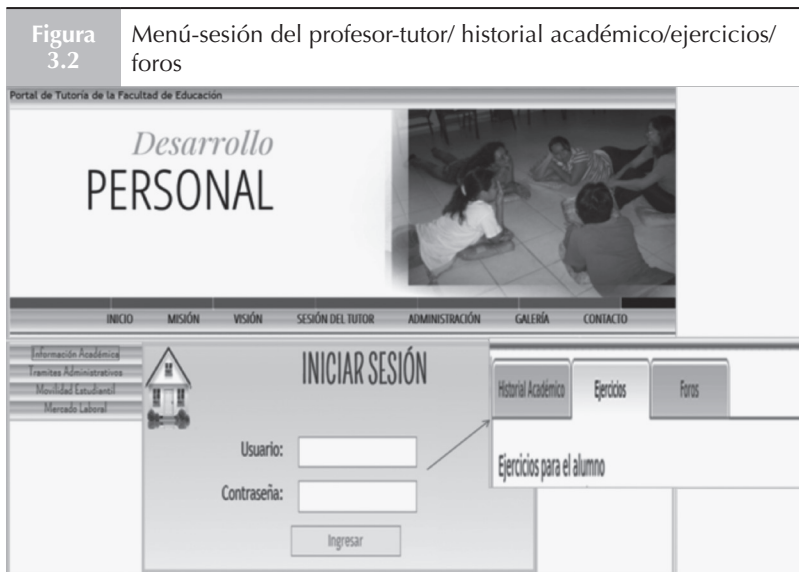 Figura
3.2
Menú-sesión del profesor-tutor/ historial académico/ejercicios/
foros
Portal de Tutoría de la Facultad de Educación
Desarrollo
PERSONAL
INICIO MISIÓN VISIÓN SESIÓN DEL TUTOR ADMINISTRACIÓN GALERÍA CONTACTO
Información Académica
Tramites Administrativos
Movilidad Estudiantil
Mercado Laboral
INICIAR SESIÓN
Usuario:
Contraseña:
Ingresar
Historial Académico Ejercicios Foros
Ejercicios para el alumno